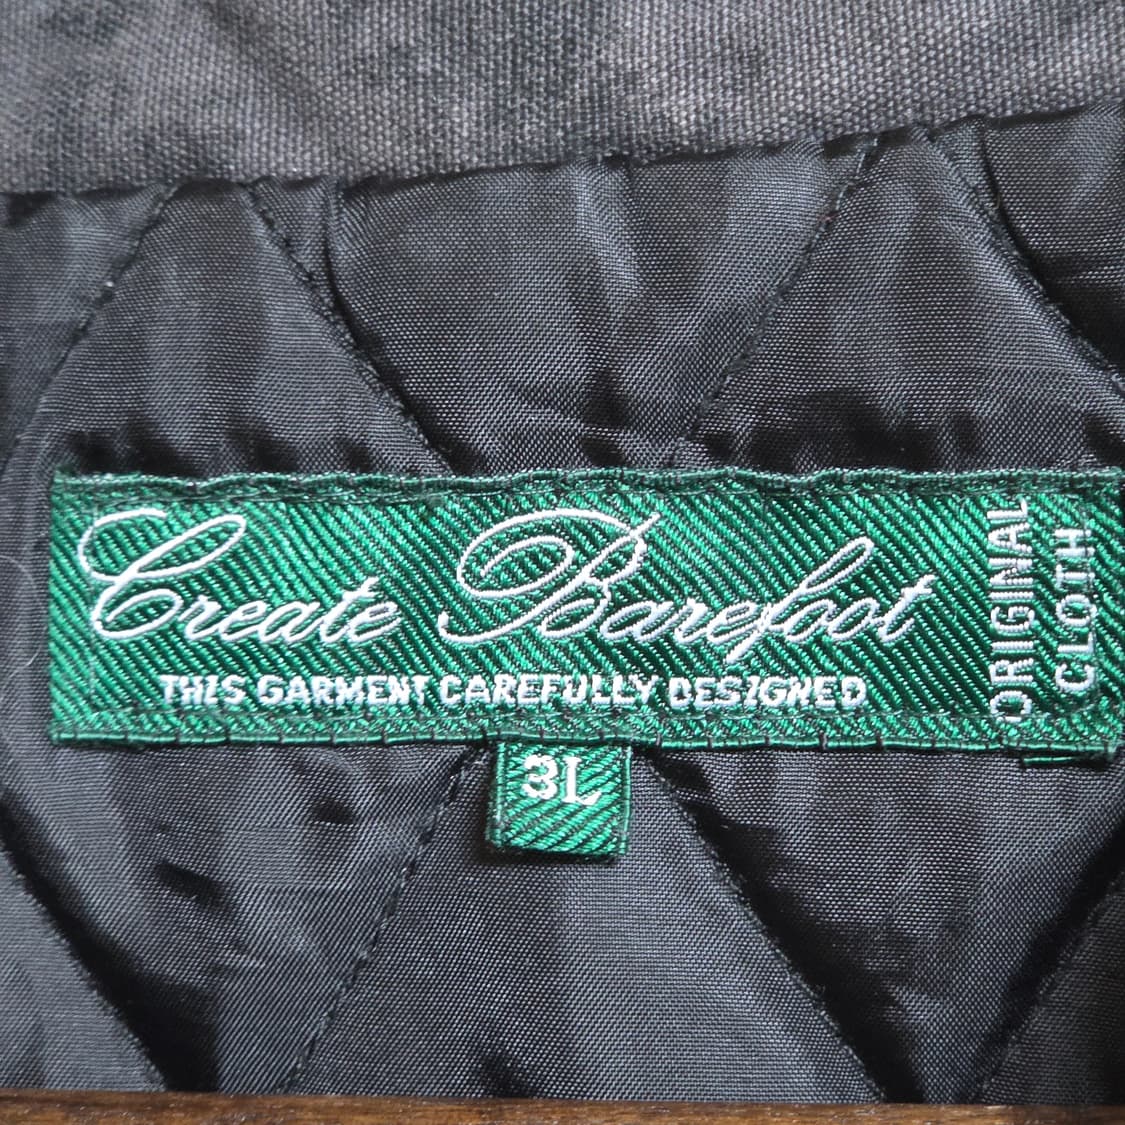 Create Barefoot
THIS GARMENT CAREFULLY DESIGNED
ORIGINAL
CLOTH
3L